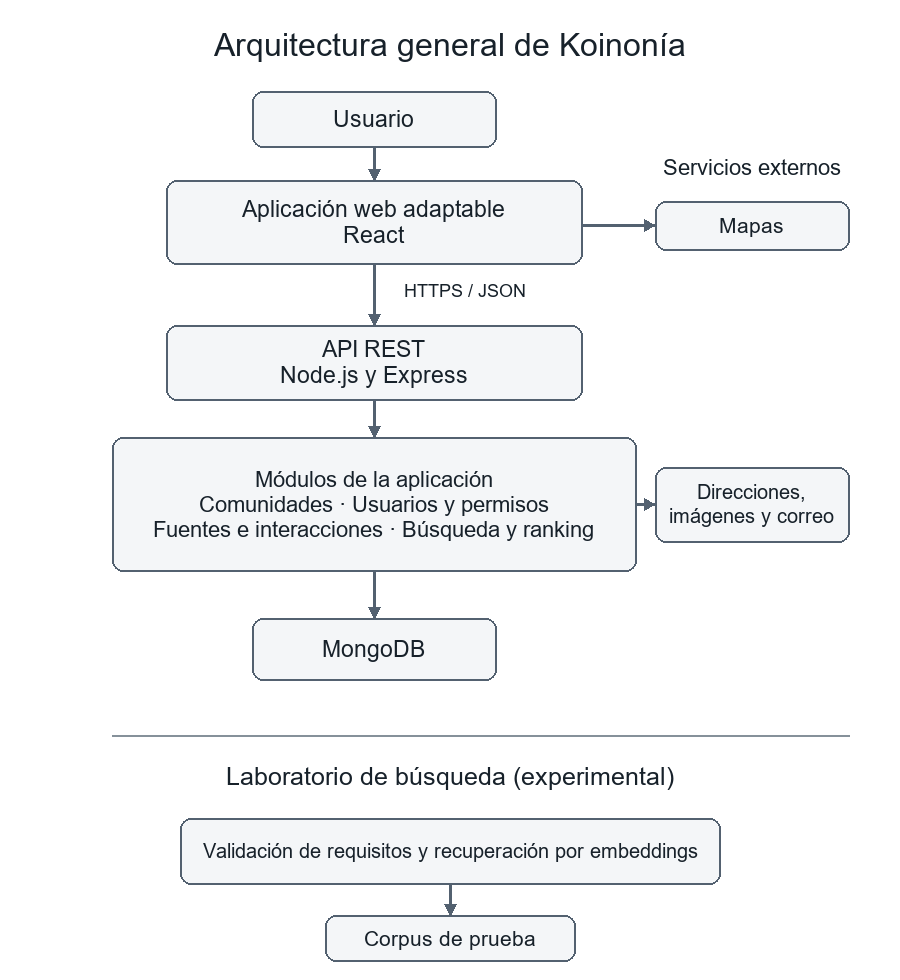 Arquitectura general de Koinonía
Usuario
Servicios externos
Aplicación web adaptable
React
Mapas
HTTPS / JSON
API REST
Node.js y Express
Módulos de la aplicación
Comunidades · Usuarios y permisos
Fuentes e interacciones · Búsqueda y ranking
Direcciones,
imágenes y correo
MongoDB
Laboratorio de búsqueda (experimental)
Validación de requisitos y recuperación por embeddings
Corpus de prueba